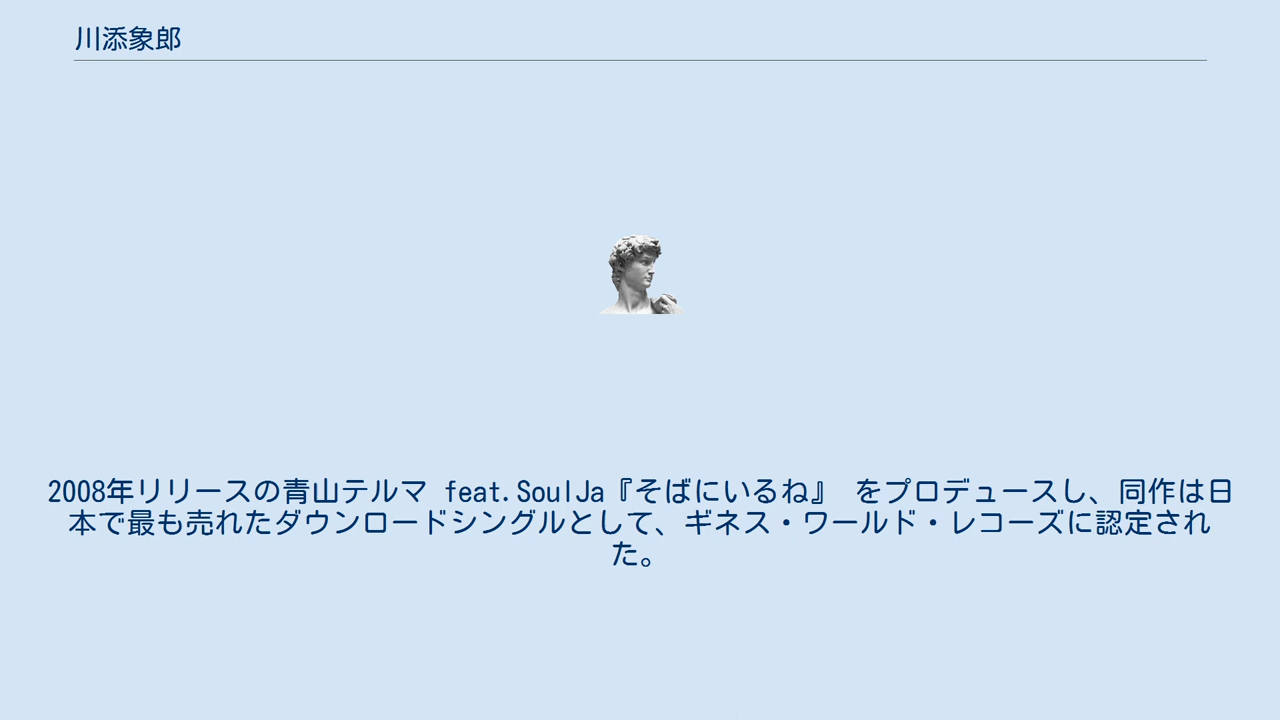 川添象郎
2008年リリースの青山テルマ feat.SoulJa『そばにいるね』 をプロデュースし、同作は日
本で最も売れたダウンロードシングルとして、ギネス・ワールド・レコーズに認定され
た。